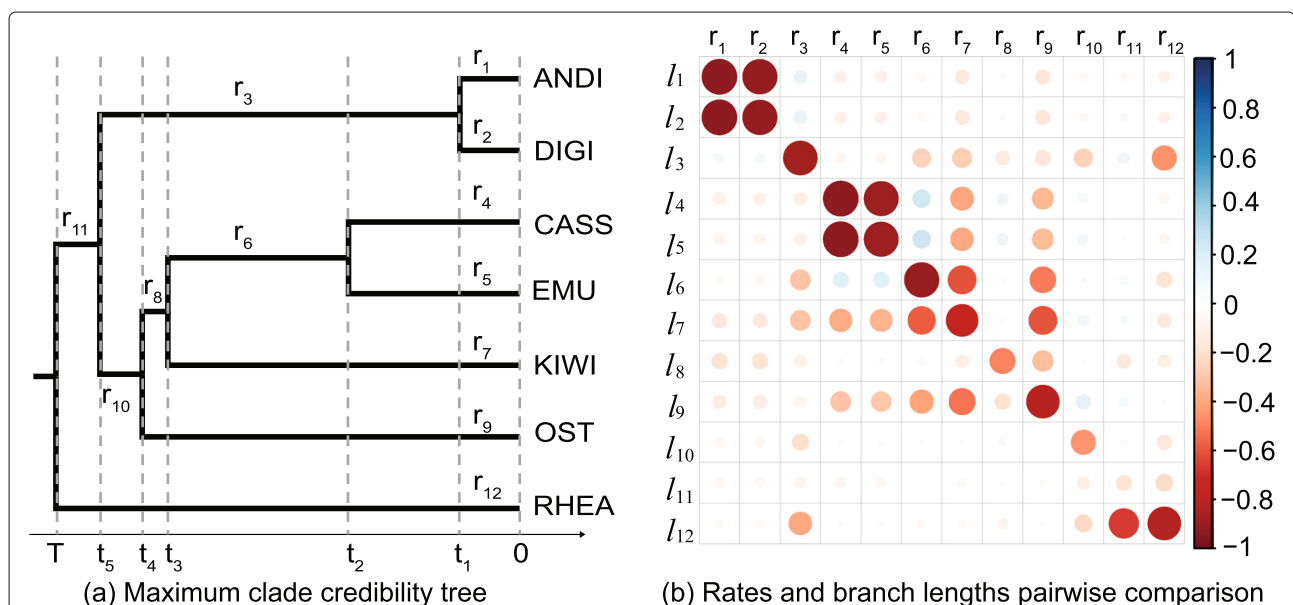 r1 ANDI
r3
r2 DIGI
r4 CASS
r11 r6
r5 EMU
r8
r7 KIWI
r10
r9 OST
r12 RHEA
T t5 t4 t3 t2 t1 0
(a) Maximum clade credibility tree
r1 r2 r3 r4 r5 r6 r7 r8 r9 r10 r11 r12
l1
l2
l3
l4
l5
l6
l7
l8
l9
l10
l11
l12
1
0.8
0.6
0.4
0.2
0
−0.2
−0.4
−0.6
−0.8
−1
(b) Rates and branch lengths pairwise comparison